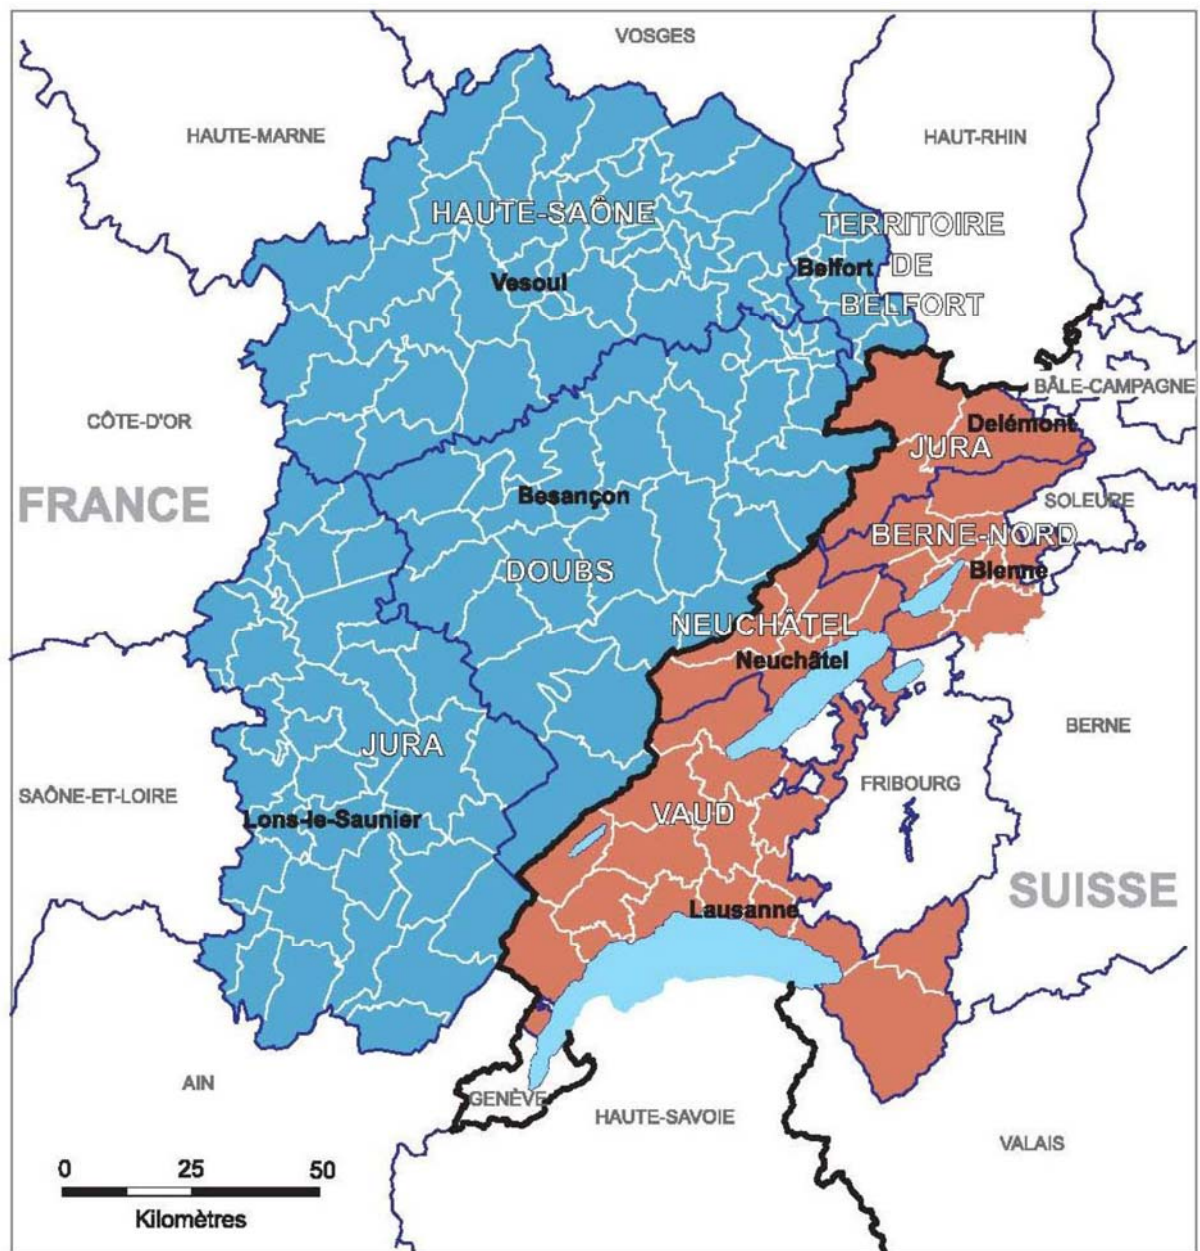 VOSGES
HAUTE-MARNE
HAUT-RHIN
HAUTE-SAÔNE
TERRITOIRE
DE
BELFORT
Belfort
Vesoul
BÂLE-CAMPAGNE
CÔTE-D'OR
Delémont
JURA
FRANCE
Besançon
SOLEURE
BERNE-NORD
DOUBS
Bienne
NEUCHÂTEL
Neuchâtel
BERNE
JURA
SAÔNE-ET-LOIRE
FRIBOURG
VAUD
Lons-le-Saunier
SUISSE
Lausanne
AIN
GENÈVE
HAUTE-SAVOIE
VALAIS
0 25 50
Kilomètres